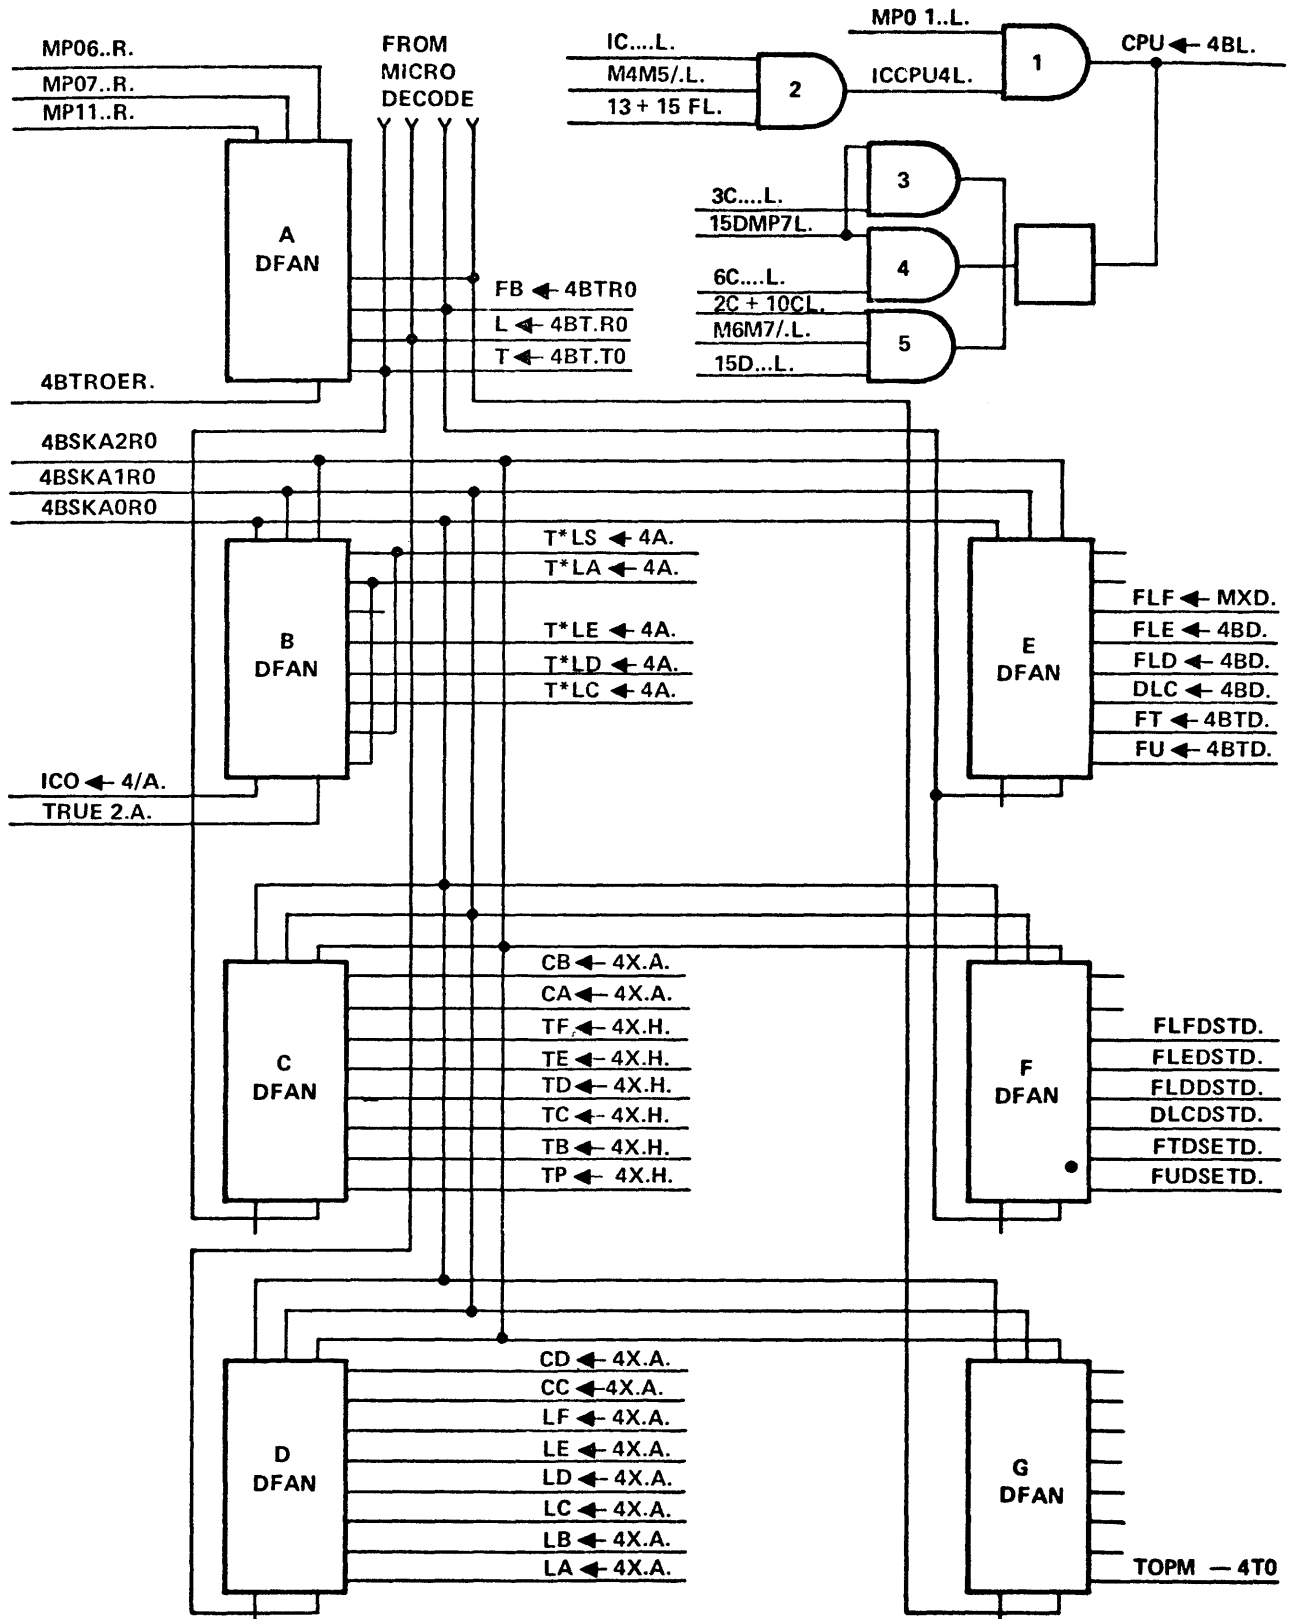 MP06..R.
MP07..R.
MP11..R.
FROM
MICRO
DECODE
IC....L.
M4M5/.L.
13 + 15 FL.
2
MP0 1..L.
ICCPU4L.
1
CPU ← 4BL.
3C....L.
15DMP7L.
6C....L.
2C + 10CL.
M6M7/.L.
15D...L.
3
4
5
A
DFAN
FB ← 4BTR0
L ← 4BT.R0
T ← 4BT.T0
4BTROER.
4BSKA2R0
4BSKA1R0
4BSKA0R0
B
DFAN
T*LS ← 4A.
T*LA ← 4A.
T*LE ← 4A.
T*LD ← 4A.
T*LC ← 4A.
ICO ← 4/A.
TRUE 2.A.
E
DFAN
FLF ← MXD.
FLE ← 4BD.
FLD ← 4BD.
DLC ← 4BD.
FT ← 4BTD.
FU ← 4BTD.
C
DFAN
CB ← 4X.A.
CA ← 4X.A.
TF ← 4X.H.
TE ← 4X.H.
TD ← 4X.H.
TC ← 4X.H.
TB ← 4X.H.
TP ← 4X.H.
F
DFAN
FLFDSTD.
FLEDSTD.
FLDDSTD.
DLCDSTD.
FTDSETD.
FUDSETD.
D
DFAN
CD ← 4X.A.
CC ← 4X.A.
LF ← 4X.A.
LE ← 4X.A.
LD ← 4X.A.
LC ← 4X.A.
LB ← 4X.A.
LA ← 4X.A.
G
DFAN
TOPM — 4T0